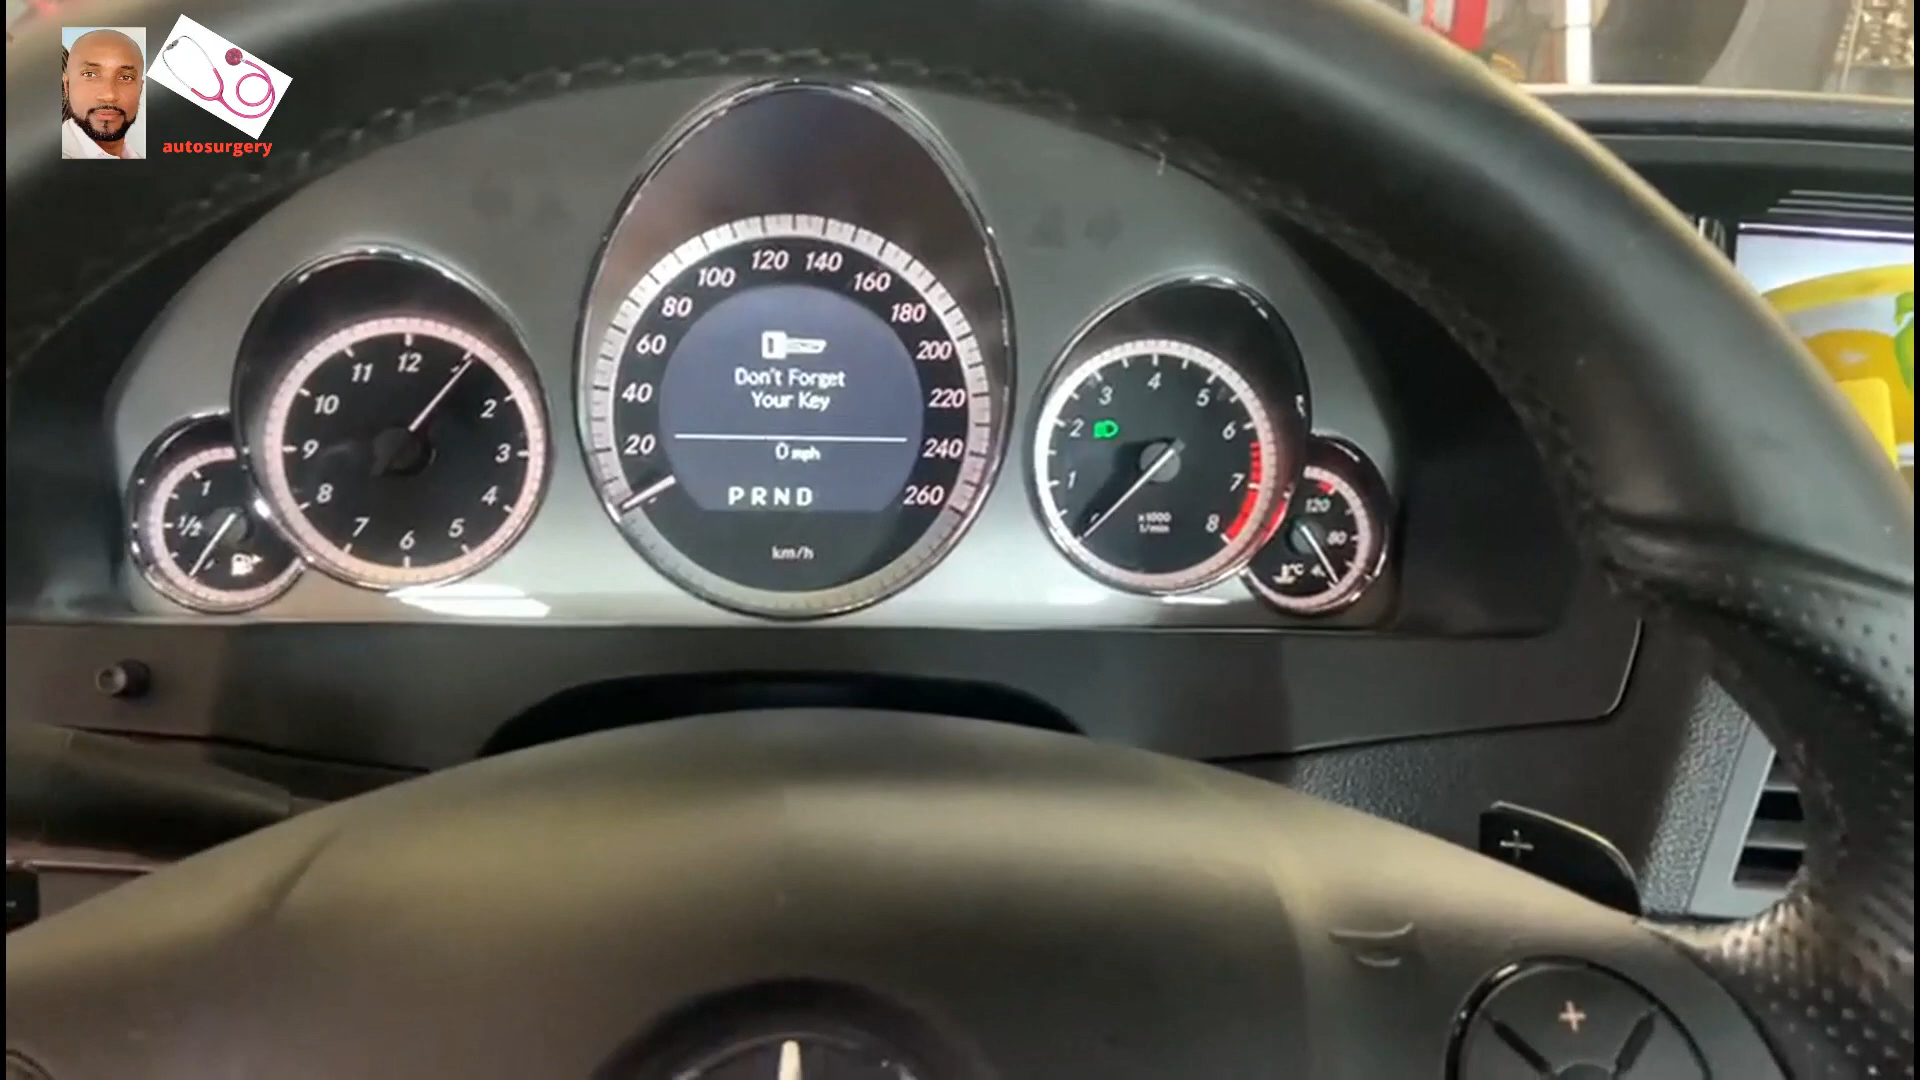 autosurgery
Don't Forget
Your Key
0 mph
P R N D
km/h
20 40 60 80 100 120 140 160 180 200 220 240 260
1/2 1
12 2 3 4 5 6 7 8 9 10 11
1 2 3 4 5 6 7 8
x1000
1/min
120
80
°C
+
+